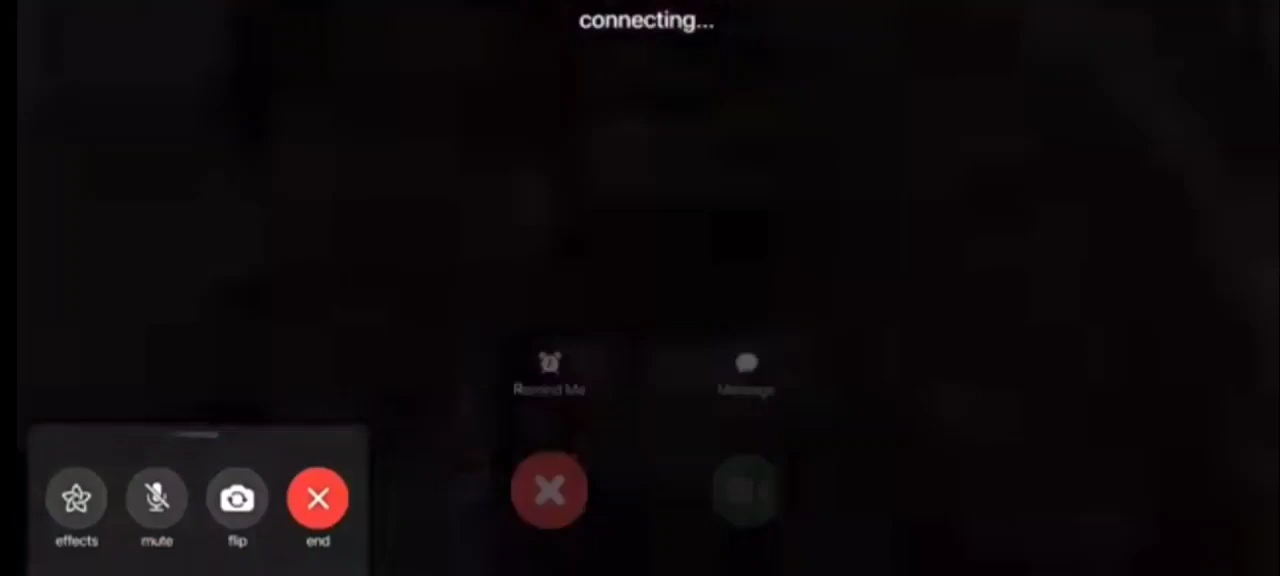 connecting...
Remind Me
Message
effects
mute
flip
end